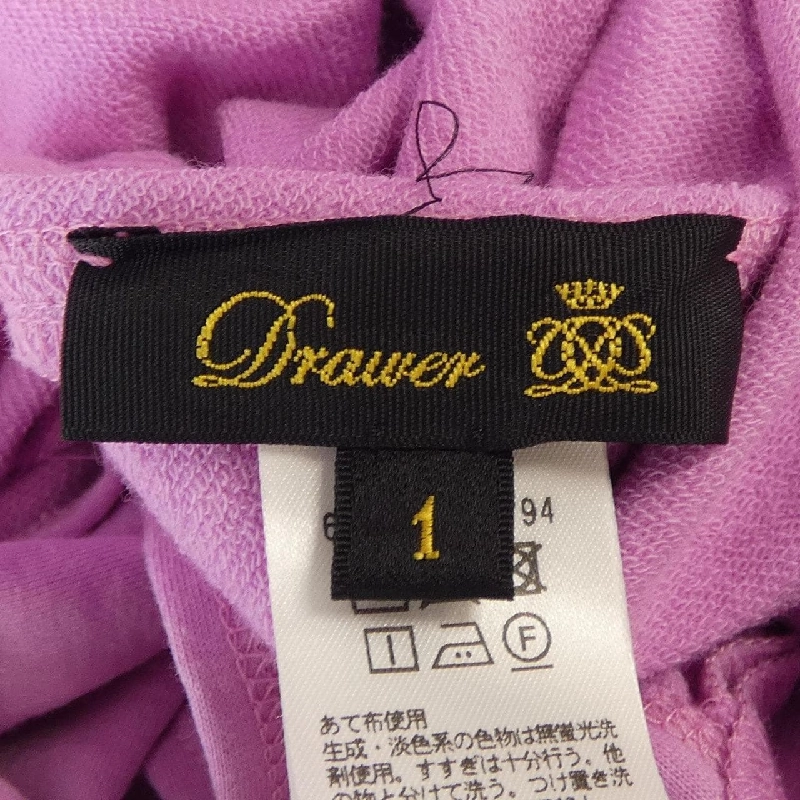 Drawer
1
6 94
F
あて布使用
生成・淡色系の色物は無蛍光洗
剤使用。すすぎは十分行う。他
の物と分けて洗う。つけ置き洗